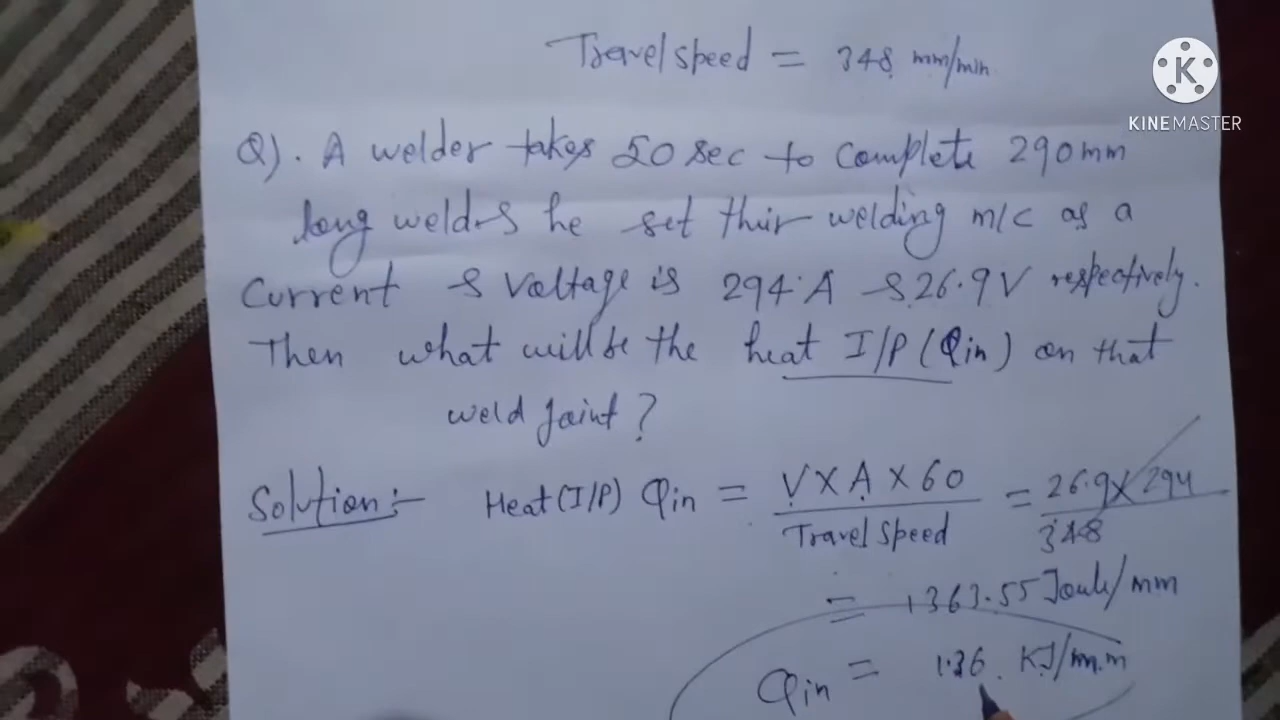 Travel speed = 348 mm/min
K
KINEMASTER
Q). A welder takes 50 sec to complete 290mm
long weld & he set thir welding m/c as a
current & Voltage is 294.A & 26.9V respectively.
Then what will be the heat I/P (Qin) on that
weld Joint?
Solution:- Heat (I/P) Qin = V X A X 60 / Travel speed = 26.9 X 294 / 348
= 1363.55 Joule/mm
Qin = 1.36. KJ/mm